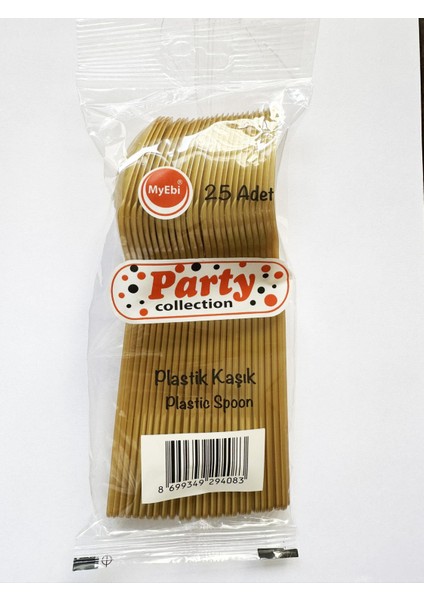 MyEbi®
25 Adet
Party
collection
Plastik Kaşık
Plastic Spoon
8 699349 294083